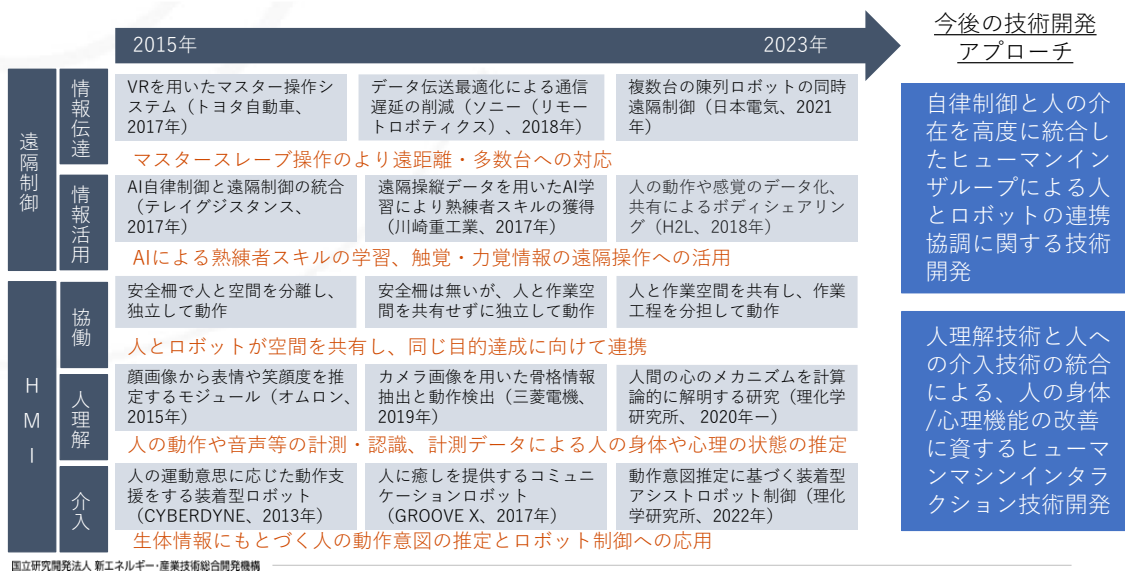 2015年
2023年
今後の技術開発
アプローチ
遠隔制御
情報伝達
VRを用いたマスター操作シ
ステム（トヨタ自動車、
2017年）
データ伝送最適化による通信
遅延の削減（ソニー（リモー
トロボティクス）、2018年）
複数台の陳列ロボットの同時
遠隔制御（日本電気、2021
年）
マスタースレーブ操作のより遠距離・多数台への対応
情報活用
AI自律制御と遠隔制御の統合
（テレイグジスタンス、
2017年）
遠隔操縦データを用いたAI学
習により熟練者スキルの獲得
（川崎重工業、2017年）
人の動作や感覚のデータ化、
共有によるボディシェアリン
グ（H2L、2018年）
AIによる熟練者スキルの学習、触覚・力覚情報の遠隔操作への活用
自律制御と人の介
在を高度に統合し
たヒューマンイン
ザループによる人
とロボットの連携
協調に関する技術
開発
HMI
協働
安全柵で人と空間を分離し、
独立して動作
安全柵は無いが、人と作業空
間を共有せずに独立して動作
人と作業空間を共有し、作業
工程を分担して動作
人とロボットが空間を共有し、同じ目的達成に向けて連携
人理解
顔画像から表情や笑顔度を推
定するモジュール（オムロン、
2015年）
カメラ画像を用いた骨格情報
抽出と動作検出（三菱電機、
2019年）
人間の心のメカニズムを計算
論的に解明する研究（理化学
研究所、2020年ー）
人の動作や音声等の計測・認識、計測データによる人の身体や心理の状態の推定
介入
人の運動意思に応じた動作支
援をする装着型ロボット
（CYBERDYNE、2013年）
人に癒しを提供するコミュニ
ケーションロボット
（GROOVE X、2017年）
動作意図推定に基づく装着型
アシストロボット制御（理化
学研究所、2022年）
生体情報にもとづく人の動作意図の推定とロボット制御への応用
人理解技術と人へ
の介入技術の統合
による、人の身体
/心理機能の改善
に資するヒューマ
ンマシンインタラ
クション技術開発
国立研究開発法人 新エネルギー・産業技術総合開発機構